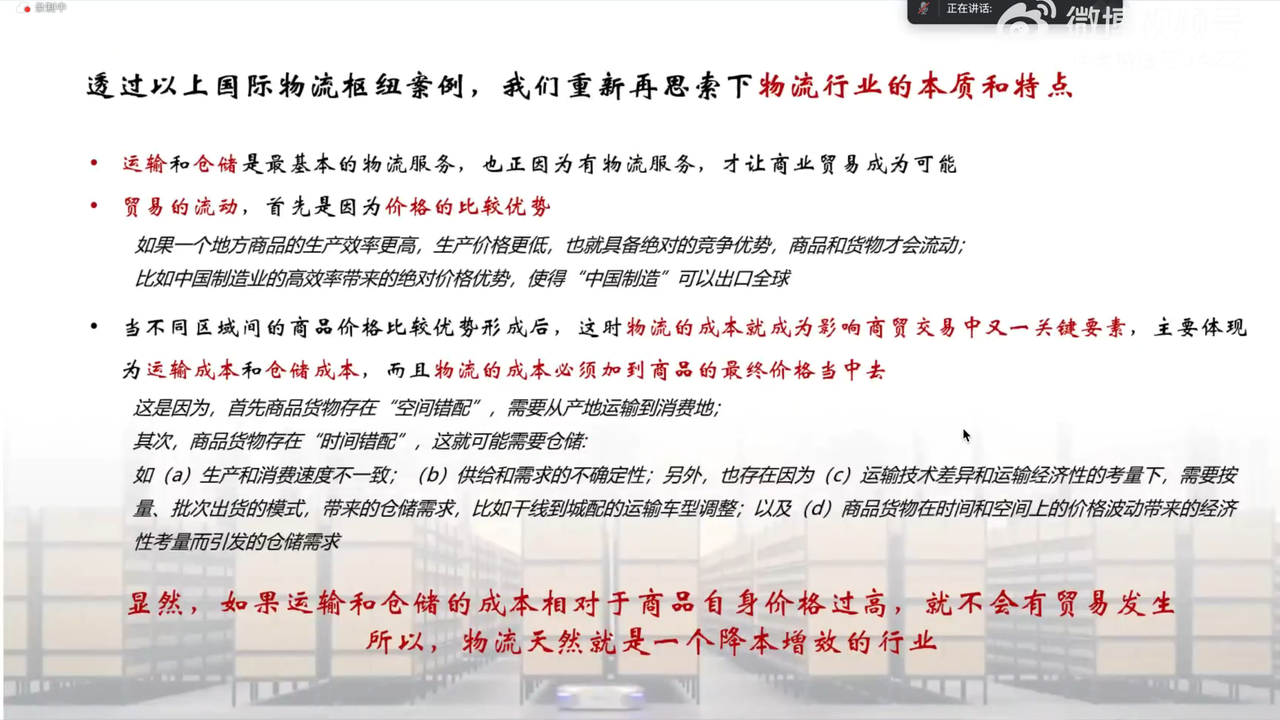 录制中
正在讲话:
微博视频号
透过以上国际物流枢纽案例，我们重新再思索下物流行业的本质和特点
• 运输和仓储是最基本的物流服务，也正因为有物流服务，才让商业贸易成为可能
• 贸易的流动，首先是因为价格的比较优势
如果一个地方商品的生产效率更高，生产价格更低，也就具备绝对的竞争优势，商品和货物才会流动；
比如中国制造业的高效率带来的绝对价格优势，使得“中国制造”可以出口全球
• 当不同区域间的商品价格比较优势形成后，这时物流的成本就成为影响商贸交易中又一关键要素，主要体现
为运输成本和仓储成本，而且物流的成本必须加到商品的最终价格当中去
这是因为，首先商品货物存在“空间错配”，需要从产地运输到消费地；
其次，商品货物存在“时间错配”，这就可能需要仓储:
如（a）生产和消费速度不一致；（b）供给和需求的不确定性；另外，也存在因为（c）运输技术差异和运输经济性的考量下，需要按
量、批次出货的模式，带来的仓储需求，比如干线到城配的运输车型调整；以及（d）商品货物在时间和空间上的价格波动带来的经济
性考量而引发的仓储需求
显然，如果运输和仓储的成本相对于商品自身价格过高，就不会有贸易发生
所以，物流天然就是一个降本增效的行业